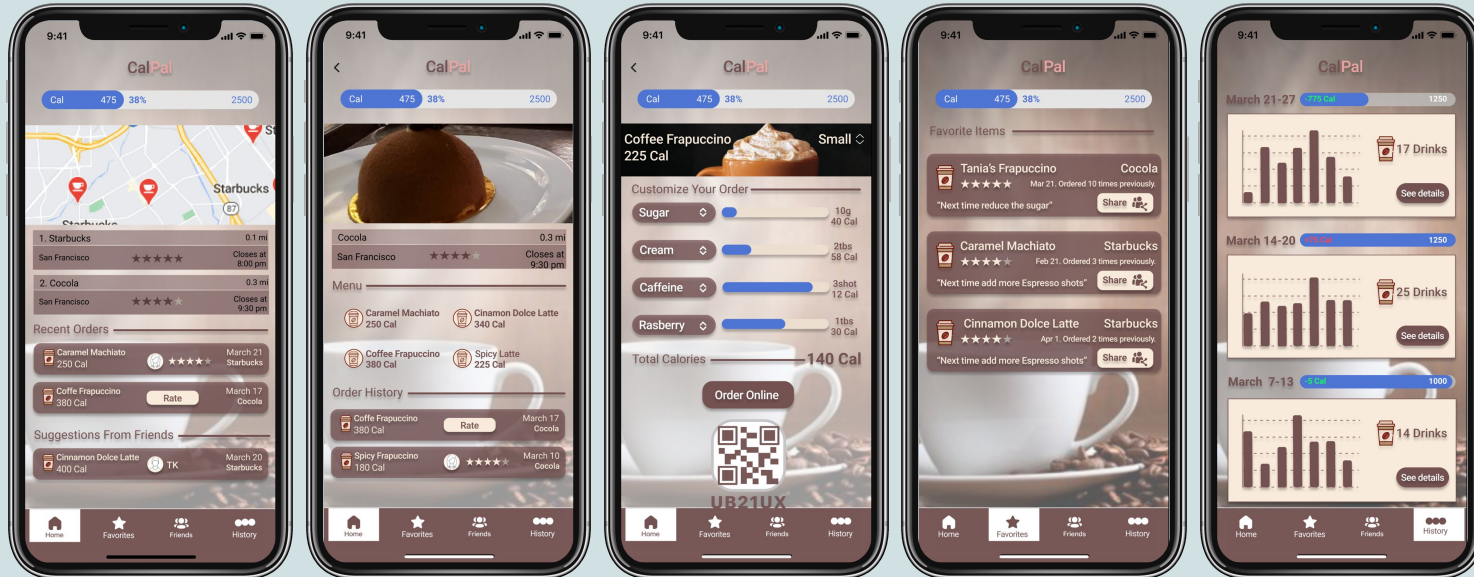 9:41
CalPal
Cal 475 38% 2500
St
Starbucks
87
Starbucks
1. Starbucks 0.1 mi
San Francisco Closes at
8:00 pm
2. Cocola 0.3 mi
San Francisco Closes at
9:30 pm
Recent Orders
Caramel Machiato March 21
250 Cal Starbucks
Coffe Frapuccino Rate March 17
380 Cal Cocola
Suggestions From Friends
Cinnamon Dolce Latte TK March 20
400 Cal Starbucks
Home Favorites Friends History
9:41
CalPal
Cal 475 38% 2500
Cocola 0.3 mi
San Francisco Closes at
9:30 pm
Menu
Caramel Machiato Cinamon Dolce Latte
250 Cal 340 Cal
Coffee Frapuccino Spicy Latte
380 Cal 225 Cal
Order History
Coffe Frapuccino Rate March 17
380 Cal Cocola
Spicy Frapuccino March 10
180 Cal Cocola
Home Favorites Friends History
9:41
CalPal
Cal 475 38% 2500
Coffee Frapuccino Small
225 Cal
Customize Your Order
Sugar 10g
40 Cal
Cream 2tbs
58 Cal
Caffeine 3shot
12 Cal
Rasberry 1tbs
30 Cal
Total Calories 140 Cal
Order Online
UB21UX
Home Favorites Friends History
9:41
CalPal
Cal 475 38% 2500
Favorite Items
Tania's Frapuccino Cocola
Mar 21. Ordered 10 times previously.
"Next time reduce the sugar" Share
Caramel Machiato Starbucks
Feb 21. Ordered 3 times previously.
"Next time add more Espresso shots" Share
Cinnamon Dolce Latte Starbucks
Apr 1. Ordered 2 times previously.
"Next time add more Espresso shots" Share
Home Favorites Friends History
9:41
CalPal
March 21-27 -775 Cal 1250
17 Drinks
See details
March 14-20 1250
25 Drinks
See details
March 7-13 -5 Cal 1000
14 Drinks
See details
Home Favorites Friends History